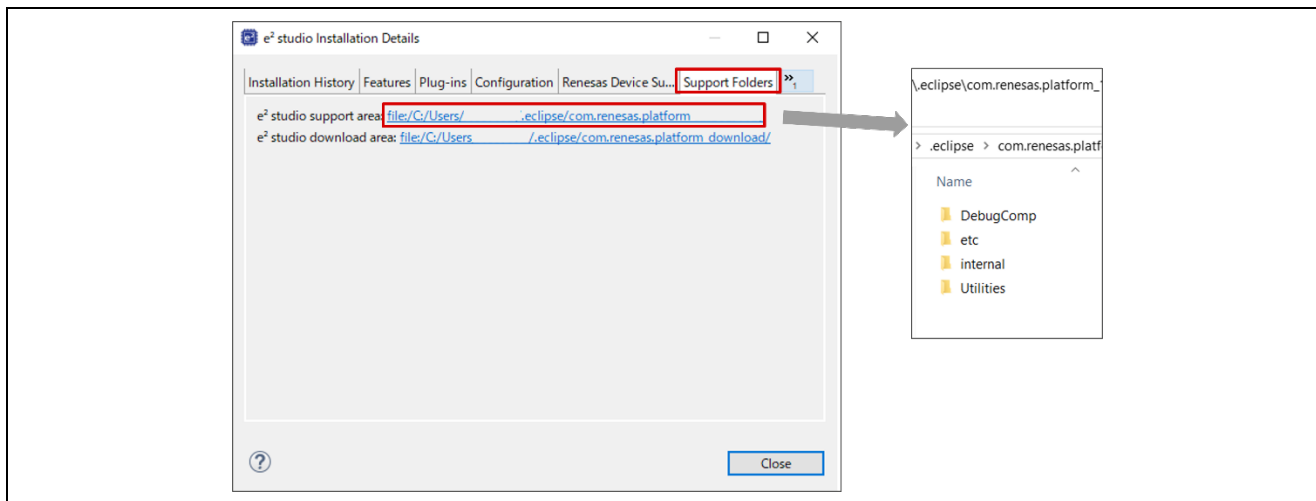 e² studio Installation Details
Installation History Features Plug-ins Configuration Renesas Device Su... Support Folders »1
e² studio support area: file:/C:/Users/ .eclipse/com.renesas.platform
e² studio download area: file:/C:/Users /.eclipse/com.renesas.platform_download/
Close
\.eclipse\com.renesas.platform_
> .eclipse > com.renesas.platf
Name
DebugComp
etc
internal
Utilities